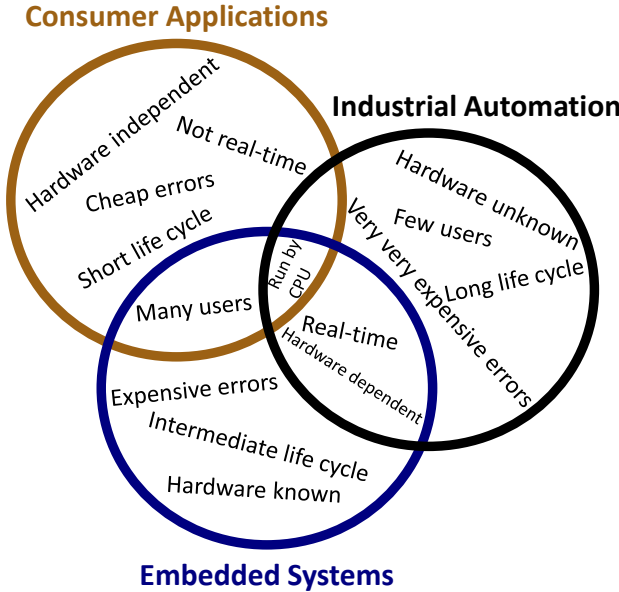 Consumer Applications
Industrial Automation
Hardware independent
Not real-time
Cheap errors
Short life cycle
Hardware unknown
Few users
Very very expensive errors
Long life cycle
Run by
CPU
Many users
Real-time
Hardware dependent
Expensive errors
Intermediate life cycle
Hardware known
Embedded Systems